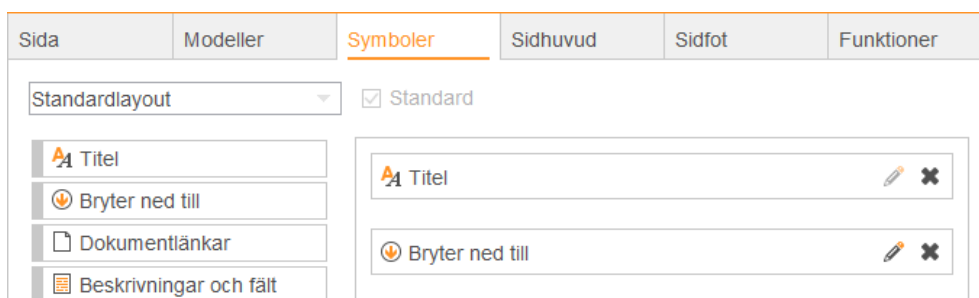 Sida Modeller Symboler Sidhuvud Sidfot Funktioner
Standardlayout Standard
Titel
Bryter ned till
Dokumentlänkar
Beskrivningar och fält
Titel
Bryter ned till